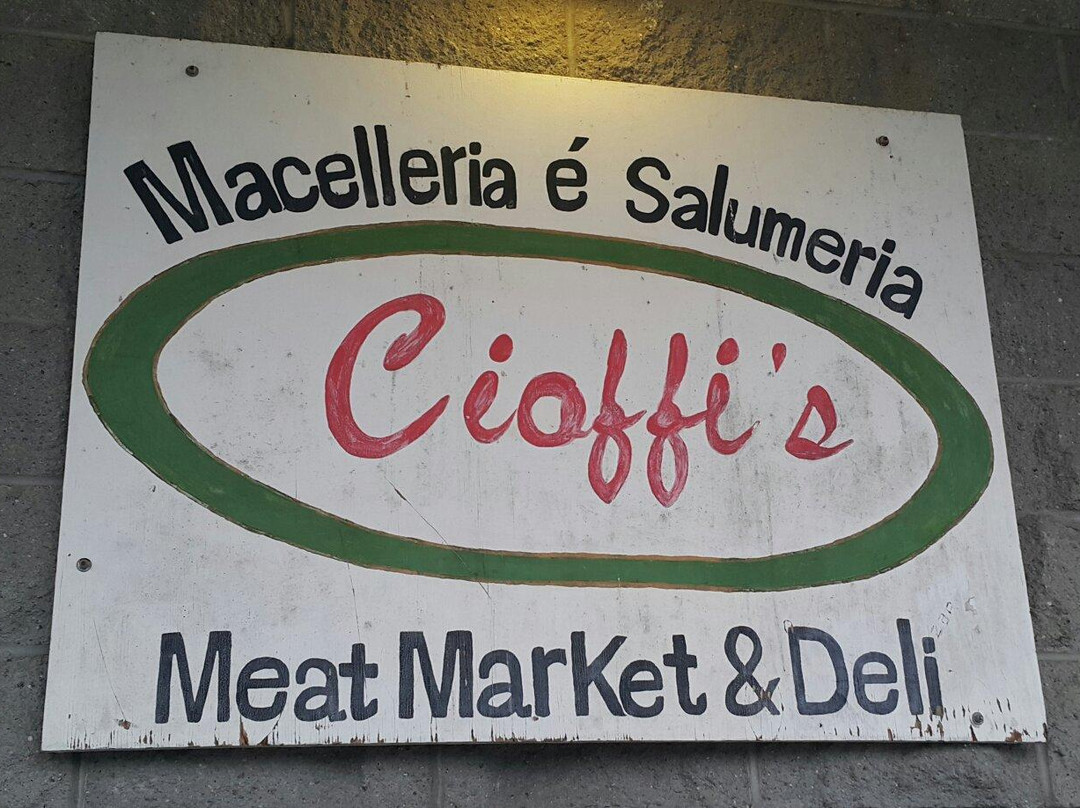 Macelleria é Salumeria
Cioffi's
Meat Market & Deli